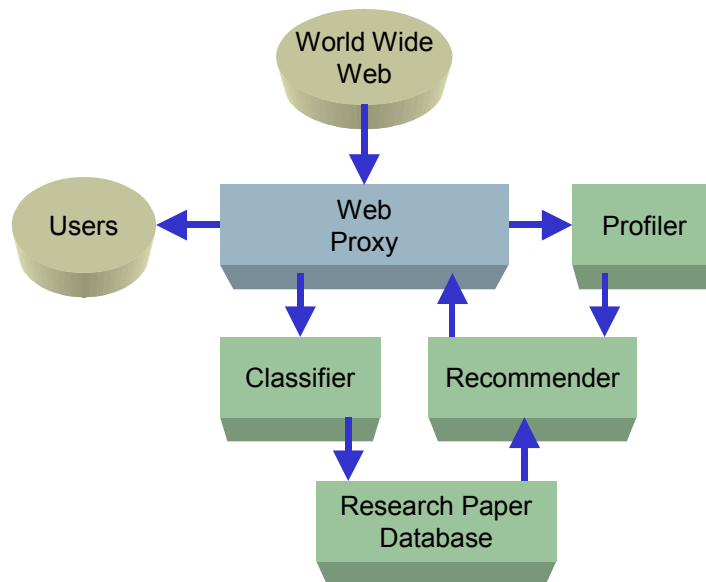 World Wide
Web
Users
Web
Proxy
Profiler
Classifier
Recommender
Research Paper
Database